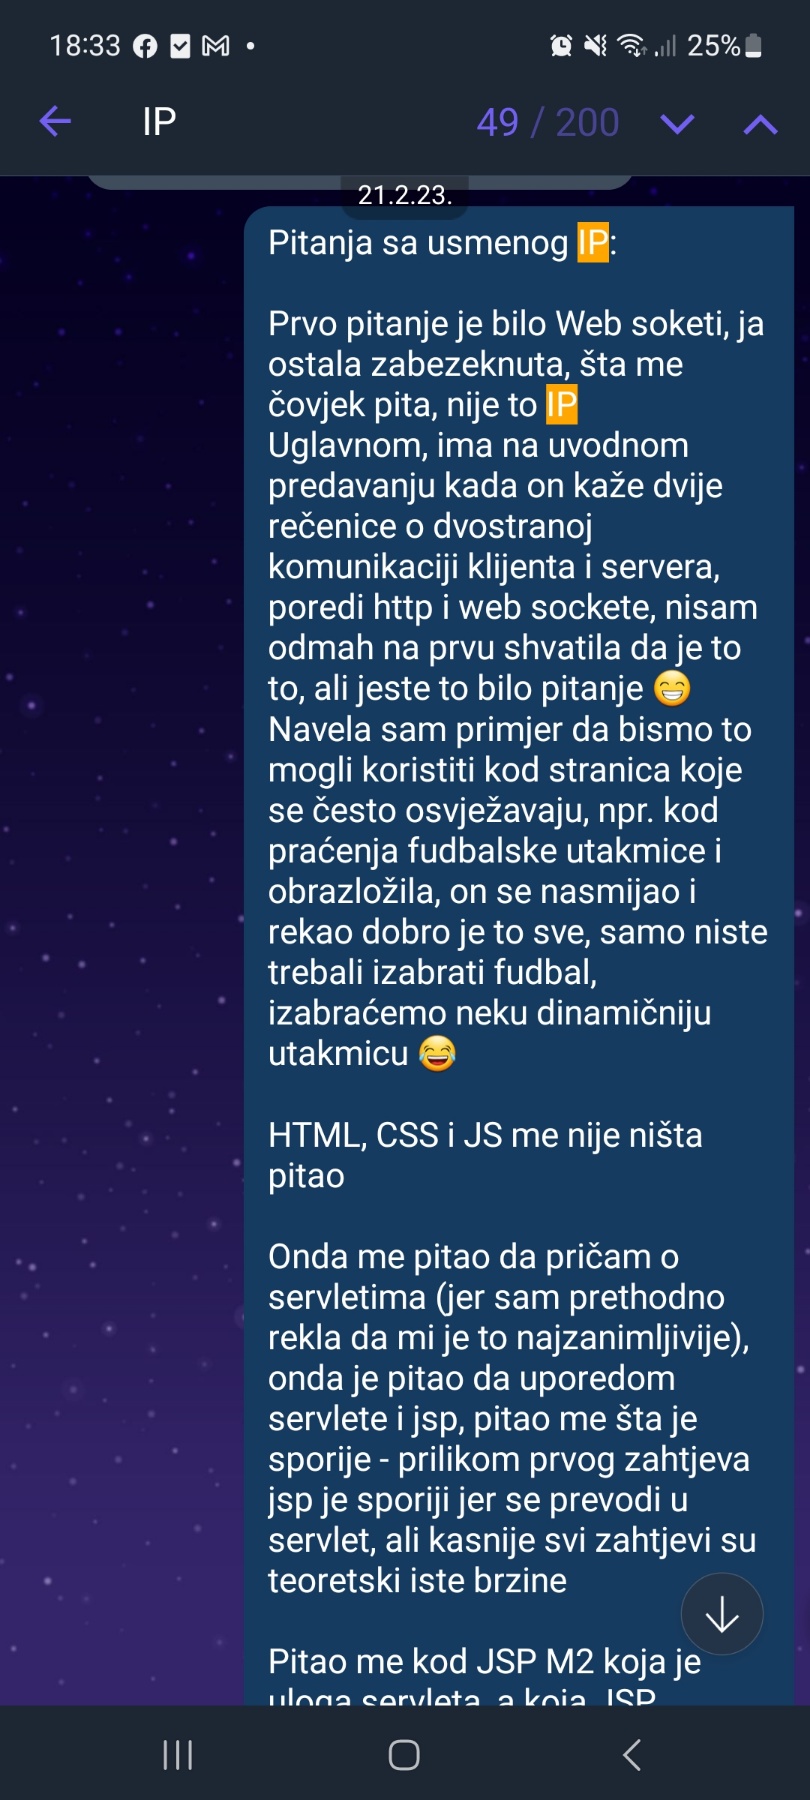 18:33
25%
IP
49 / 200
21.2.23.
Pitanja sa usmenog IP:
Prvo pitanje je bilo Web soketi, ja
ostala zabezeknuta, šta me
čovjek pita, nije to IP
Uglavnom, ima na uvodnom
predavanju kada on kaže dvije
rečenice o dvostranoj
komunikaciji klijenta i servera,
poredi http i web sockete, nisam
odmah na prvu shvatila da je to
to, ali jeste to bilo pitanje 😁
Navela sam primjer da bismo to
mogli koristiti kod stranica koje
se često osvježavaju, npr. kod
praćenja fudbalske utakmice i
obrazložila, on se nasmijao i
rekao dobro je to sve, samo niste
trebali izabrati fudbal,
izabraćemo neku dinamičniju
utakmicu 😂
HTML, CSS i JS me nije ništa
pitao
Onda me pitao da pričam o
servletima (jer sam prethodno
rekla da mi je to najzanimljivije),
onda je pitao da uporedom
servlete i jsp, pitao me šta je
sporije - prilikom prvog zahtjeva
jsp je sporiji jer se prevodi u
servlet, ali kasnije svi zahtjevi su
teoretski iste brzine
Pitao me kod JSP M2 koja je
uloga servleta, a koja JSP